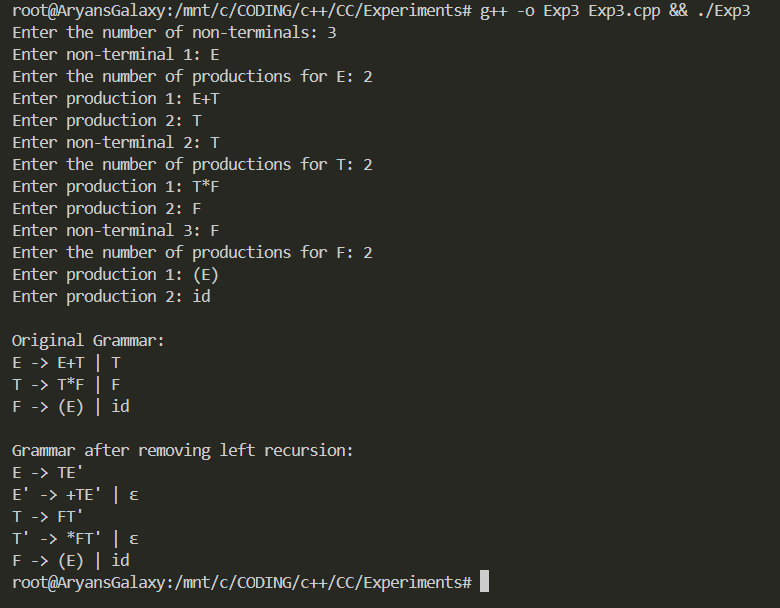 root@AryansGalaxy:/mnt/c/CODING/c++/CC/Experiments# g++ -o Exp3 Exp3.cpp && ./Exp3
Enter the number of non-terminals: 3
Enter non-terminal 1: E
Enter the number of productions for E: 2
Enter production 1: E+T
Enter production 2: T
Enter non-terminal 2: T
Enter the number of productions for T: 2
Enter production 1: T*F
Enter production 2: F
Enter non-terminal 3: F
Enter the number of productions for F: 2
Enter production 1: (E)
Enter production 2: id

Original Grammar:
E -> E+T | T
T -> T*F | F
F -> (E) | id

Grammar after removing left recursion:
E -> TE'
E' -> +TE' | ε
T -> FT'
T' -> *FT' | ε
F -> (E) | id
root@AryansGalaxy:/mnt/c/CODING/c++/CC/Experiments#